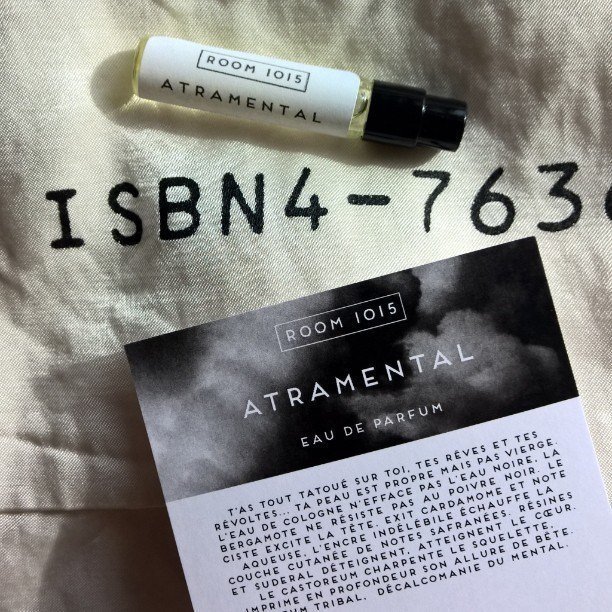 ROOM 1015
ATRAMENTAL
ISBN4-7636
ROOM 1015
ATRAMENTAL
EAU DE PARFUM
T'AS TOUT TATOUÉ SUR TOI, TES RÊVES ET TES
RÉVOLTES... TA PEAU EST PROPRE MAIS PAS VIERGE.
L'EAU DE COLOGNE N'EFFACE PAS L'EAU NOIRE. LA
BERGAMOTE NE RÉSISTE PAS AU POIVRE NOIR. LE
CISTE EXCITE LA TÊTE, EXIT CARDAMOME ET NOTE
AQUEUSE. L'ENCRE INDÉLÉBILE ÉCHAUFFE LA
COUCHE CUTANÉE DE NOTES SAFRANÉES. RÉSINES
ET SUDERAL DÉTEIGNENT, ATTEIGNENT LE CŒUR.
LE CASTOREUM CHARPENTE LE SQUELETTE,
IMPRIME EN PROFONDEUR SON ALLURE DE BÊTE.
TRIBAL. DÉCALCOMANIE DU MENTAL.